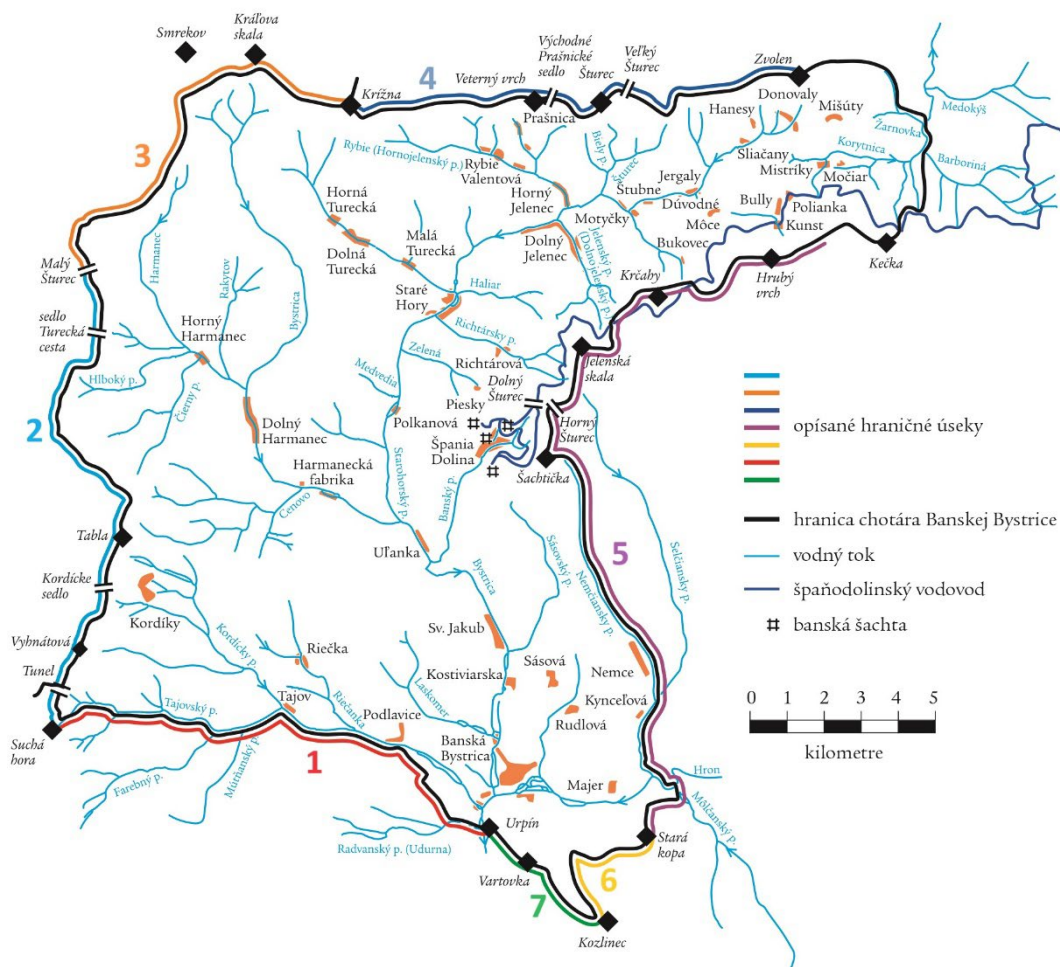 Smrekov
Kráľova
skala
Krížna
4
Veterný vrch
Východné
Prašnické
sedlo
Šturec
Veľký
Šturec
Prašnica
Zvolen
Donovaly
Hanesy
Mišúty
Medokýš
Žarnovka
Korytnica
Barboriná
Sliačany
Mistríky
Močiar
Rybie (Hornojelenský p.)
Rybie
Valentová
Biely p.
Šturec
Jergaly
Štubne
Dúvodné
Bully
Polianka
Kunst
Horná
Turecká
Horný
Jelenec
Motyčky
Môce
Bukovec
3
Dolná
Turecká
Malá
Turecká
Dolný
Jelenec
Jelenský p.
(Dolnojelenský p.)
Krčahy
Hrubý
vrch
Kečka
Malý
Šturec
Harmanec
Rakytov
Bystrica
Staré
Hory
Haliar
sedlo
Turecká
cesta
Horný
Harmanec
Richtársky p.
Richtárová
Jelenská
skala
Hlboký p.
Čierny p.
Medvedia
Zelená
Piesky
Dolný
Šturec
Horný
Šturec
2
Dolný
Harmanec
Polkanová
Špania
Dolina
Šachtička
opísané hraničné úseky
Harmanecká
fabrika
Cenovo
Starohorský p.
Banský p.
Tabla
Uľanka
Sásovský p.
Nemčiansky p.
5
Selčiansky p.
hranica chotára Banskej Bystrice
vodný tok
špaňodolinský vodovod
banská šachta
Kordícke
sedlo
Kordíky
Bystrica
Vyhnátová
Kordícky p.
Riečka
Sv. Jakub
Kostiviarska
Sásová
Nemce
Tunel
Tajovský p.
Tajov
Riečanka
Laskomer
Podlavice
Rudlová
Kynceľová
0 1 2 3 4 5
kilometre
Suchá
hora
1
Farebný p.
Mútňanský p.
Banská
Bystrica
Majer
Hron
Môlčanský p.
Radvanský p. (Udurna)
Urpín
Stará
kopa
Vartovka
6
7
Kozlinec